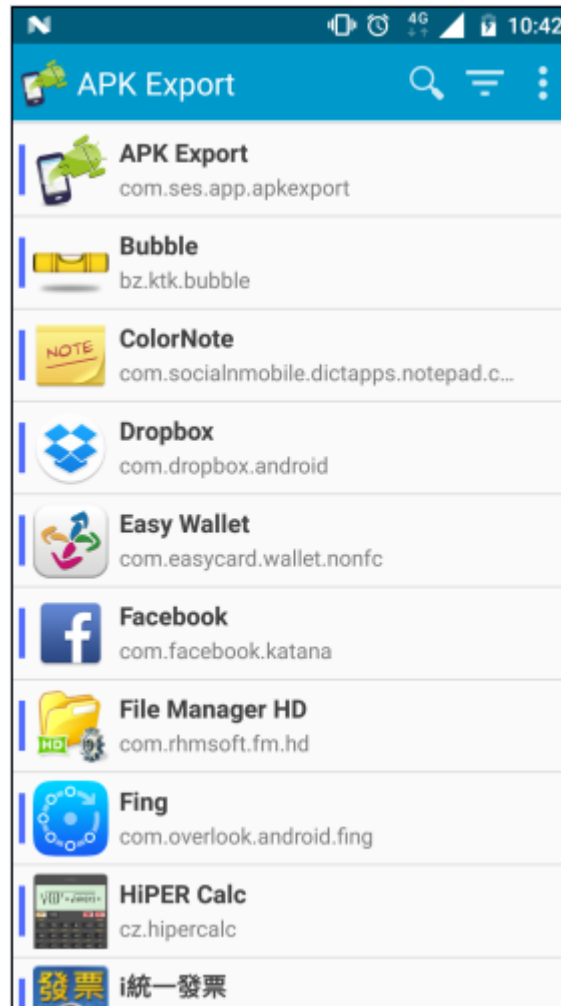 4G 10:42
APK Export
APK Export
com.ses.app.apkexport
Bubble
bz.ktk.bubble
NOTE
ColorNote
com.socialnmobile.dictapps.notepad.c...
Dropbox
com.dropbox.android
Easy Wallet
com.easycard.wallet.nonfc
Facebook
com.facebook.katana
HD
File Manager HD
com.rhmsoft.fm.hd
Fing
com.overlook.android.fing
HiPER Calc
cz.hipercalc
發票
i統一發票